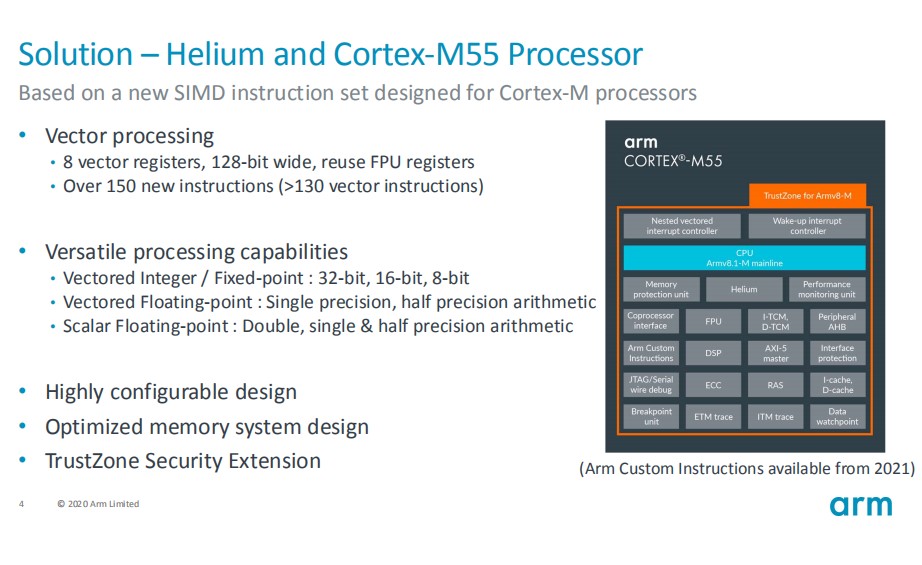 Solution – Helium and Cortex-M55 Processor
Based on a new SIMD instruction set designed for Cortex-M processors
• Vector processing
• 8 vector registers, 128-bit wide, reuse FPU registers
• Over 150 new instructions (>130 vector instructions)
• Versatile processing capabilities
• Vectored Integer / Fixed-point : 32-bit, 16-bit, 8-bit
• Vectored Floating-point : Single precision, half precision arithmetic
• Scalar Floating-point : Double, single & half precision arithmetic
• Highly configurable design
• Optimized memory system design
• TrustZone Security Extension
arm
CORTEX®-M55
TrustZone for Armv8-M
Nested vectored
interrupt controller
Wake-up interrupt
controller
CPU
Armv8.1-M mainline
Memory
protection unit
Helium
Performance
monitoring unit
Coprocessor
interface
FPU
I-TCM,
D-TCM
Peripheral
AHB
Arm Custom
Instructions
DSP
AXI-5
master
Interface
protection
JTAG/Serial
wire debug
ECC
RAS
I-cache,
D-cache
Breakpoint
unit
ETM trace
ITM trace
Data
watchpoint
(Arm Custom Instructions available from 2021)
4
© 2020 Arm Limited
arm